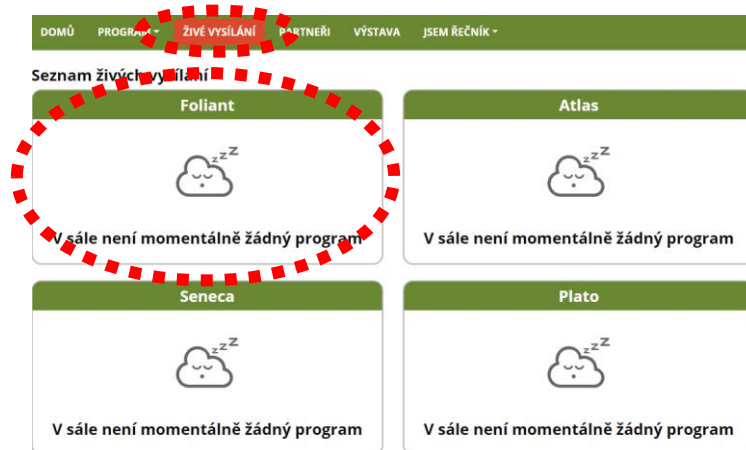 DOMŮ PROGRAM ŽIVÉ VYSÍLÁNÍ PARTNEŘI VÝSTAVA JSEM ŘEČNÍK
Seznam živých vysílání
Foliant Atlas
z z z z z z
V sále není momentálně žádný program V sále není momentálně žádný program
Seneca Plato
z z z z z z
V sále není momentálně žádný program V sále není momentálně žádný program